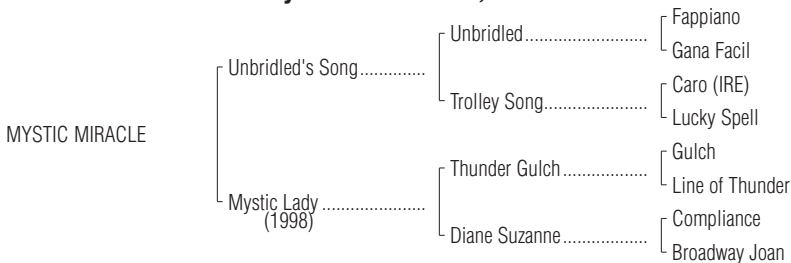 Fappiano
Unbridled
Gana Facil
Unbridled's Song
Caro (IRE)
Trolley Song
Lucky Spell
MYSTIC MIRACLE
Gulch
Thunder Gulch
Line of Thunder
Mystic Lady
(1998)
Compliance
Diane Suzanne
Broadway Joan